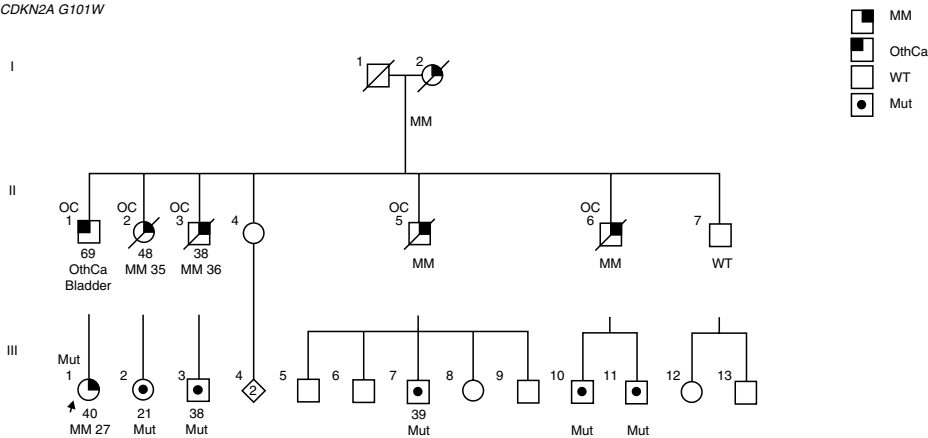 CDKN2A G101W
MM
OthCa
WT
Mut
I
1 2
MM
II
OC OC OC OC OC
1 2 3 4 5 6 7
69 48 38
OthCa MM 35 MM 36 MM MM WT
Bladder
III
Mut
1 2 3 4 5 6 7 8 9 10 11 12 13
2
40 21 38 39
MM 27 Mut Mut Mut Mut Mut